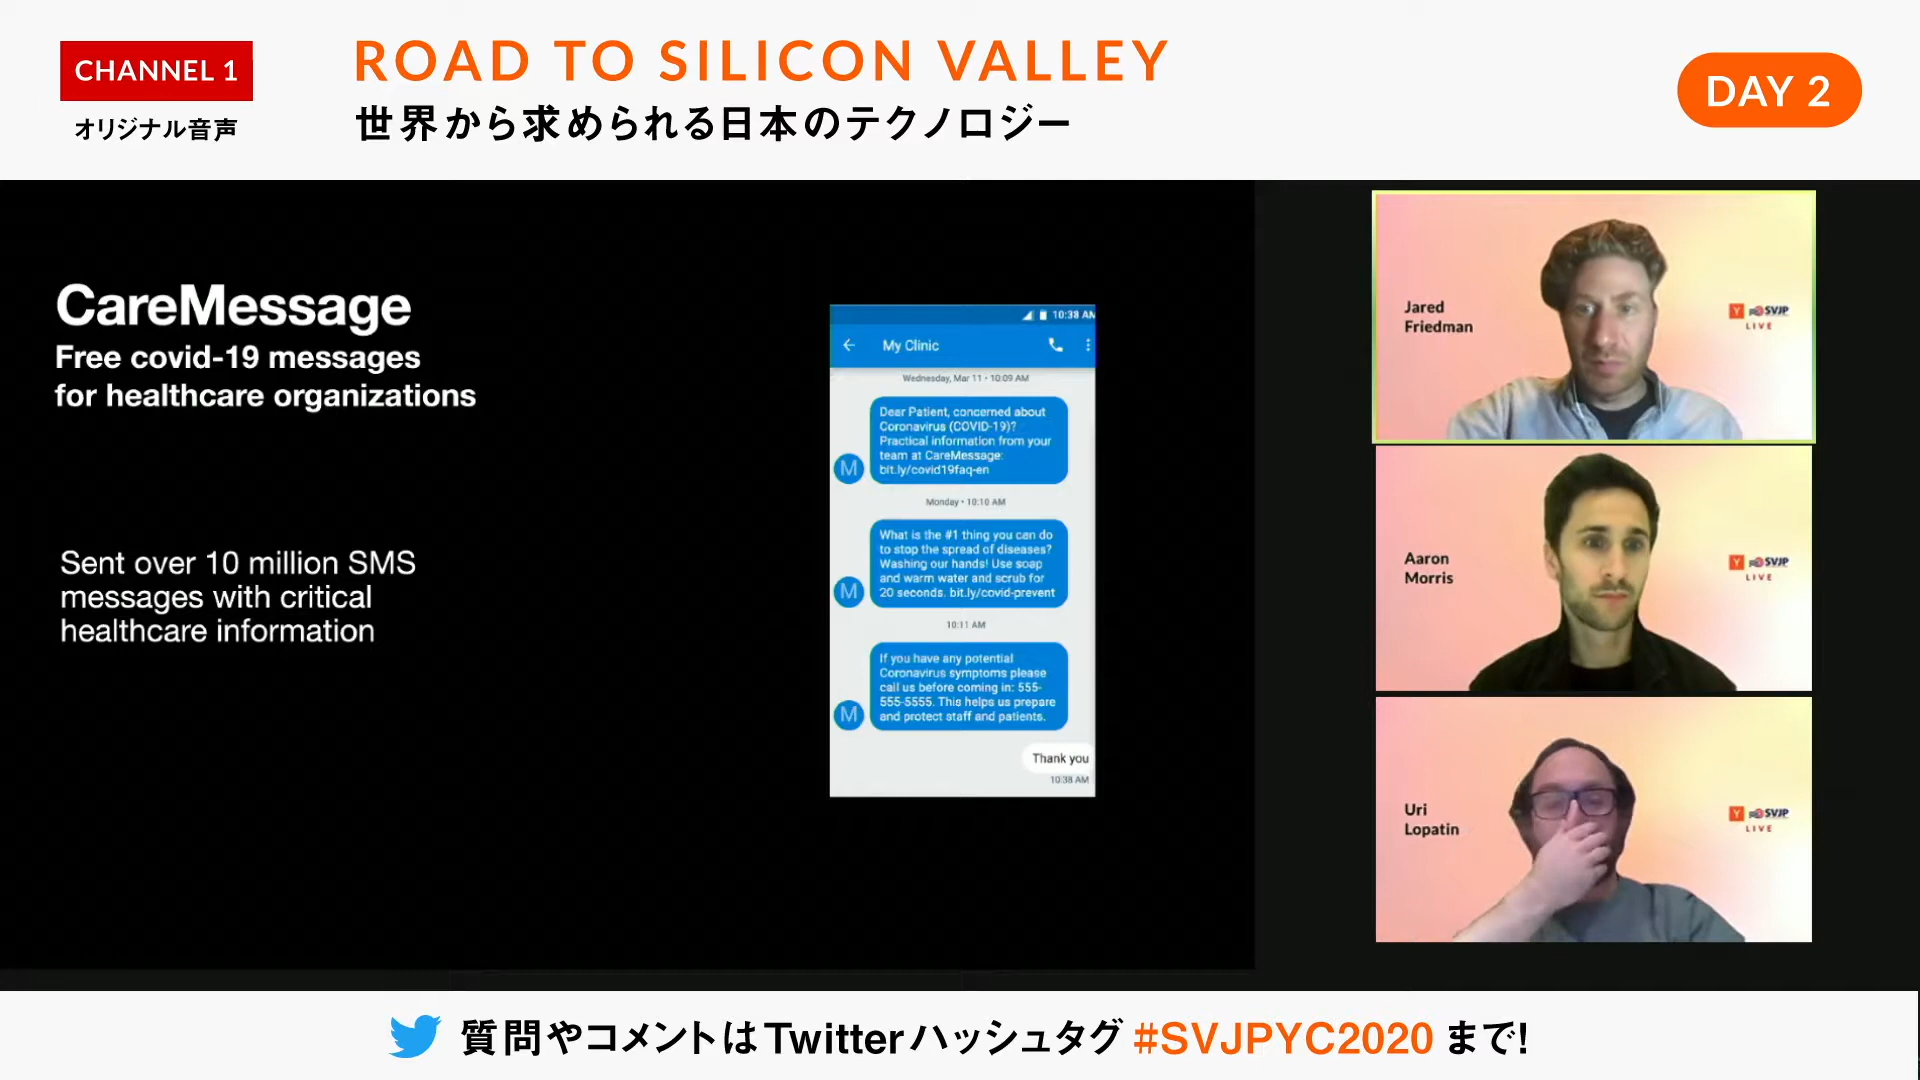 CHANNEL 1
オリジナル音声
ROAD TO SILICON VALLEY
世界から求められる日本のテクノロジー
DAY 2
CareMessage
Free covid-19 messages
for healthcare organizations
Sent over 10 million SMS
messages with critical
healthcare information
10:38 AM
My Clinic
Wednesday, Mar 11 • 10:09 AM
Dear Patient, concerned about
Coronavirus (COVID-19)?
Practical information from your
team at CareMessage:
bit.ly/covid19faq-en
M
Monday • 10:10 AM
What is the #1 thing you can do
to stop the spread of diseases?
Washing our hands! Use soap
and warm water and scrub for
20 seconds. bit.ly/covid-prevent
M
10:11 AM
If you have any potential
Coronavirus symptoms please
call us before coming in: 555-
555-5555. This helps us prepare
and protect staff and patients.
M
Thank you
10:38 AM
Jared
Friedman
Y SVJP
LIVE
Aaron
Morris
Y SVJP
LIVE
Uri
Lopatin
Y SVJP
LIVE
質問やコメントはTwitterハッシュタグ #SVJPYC2020 まで!